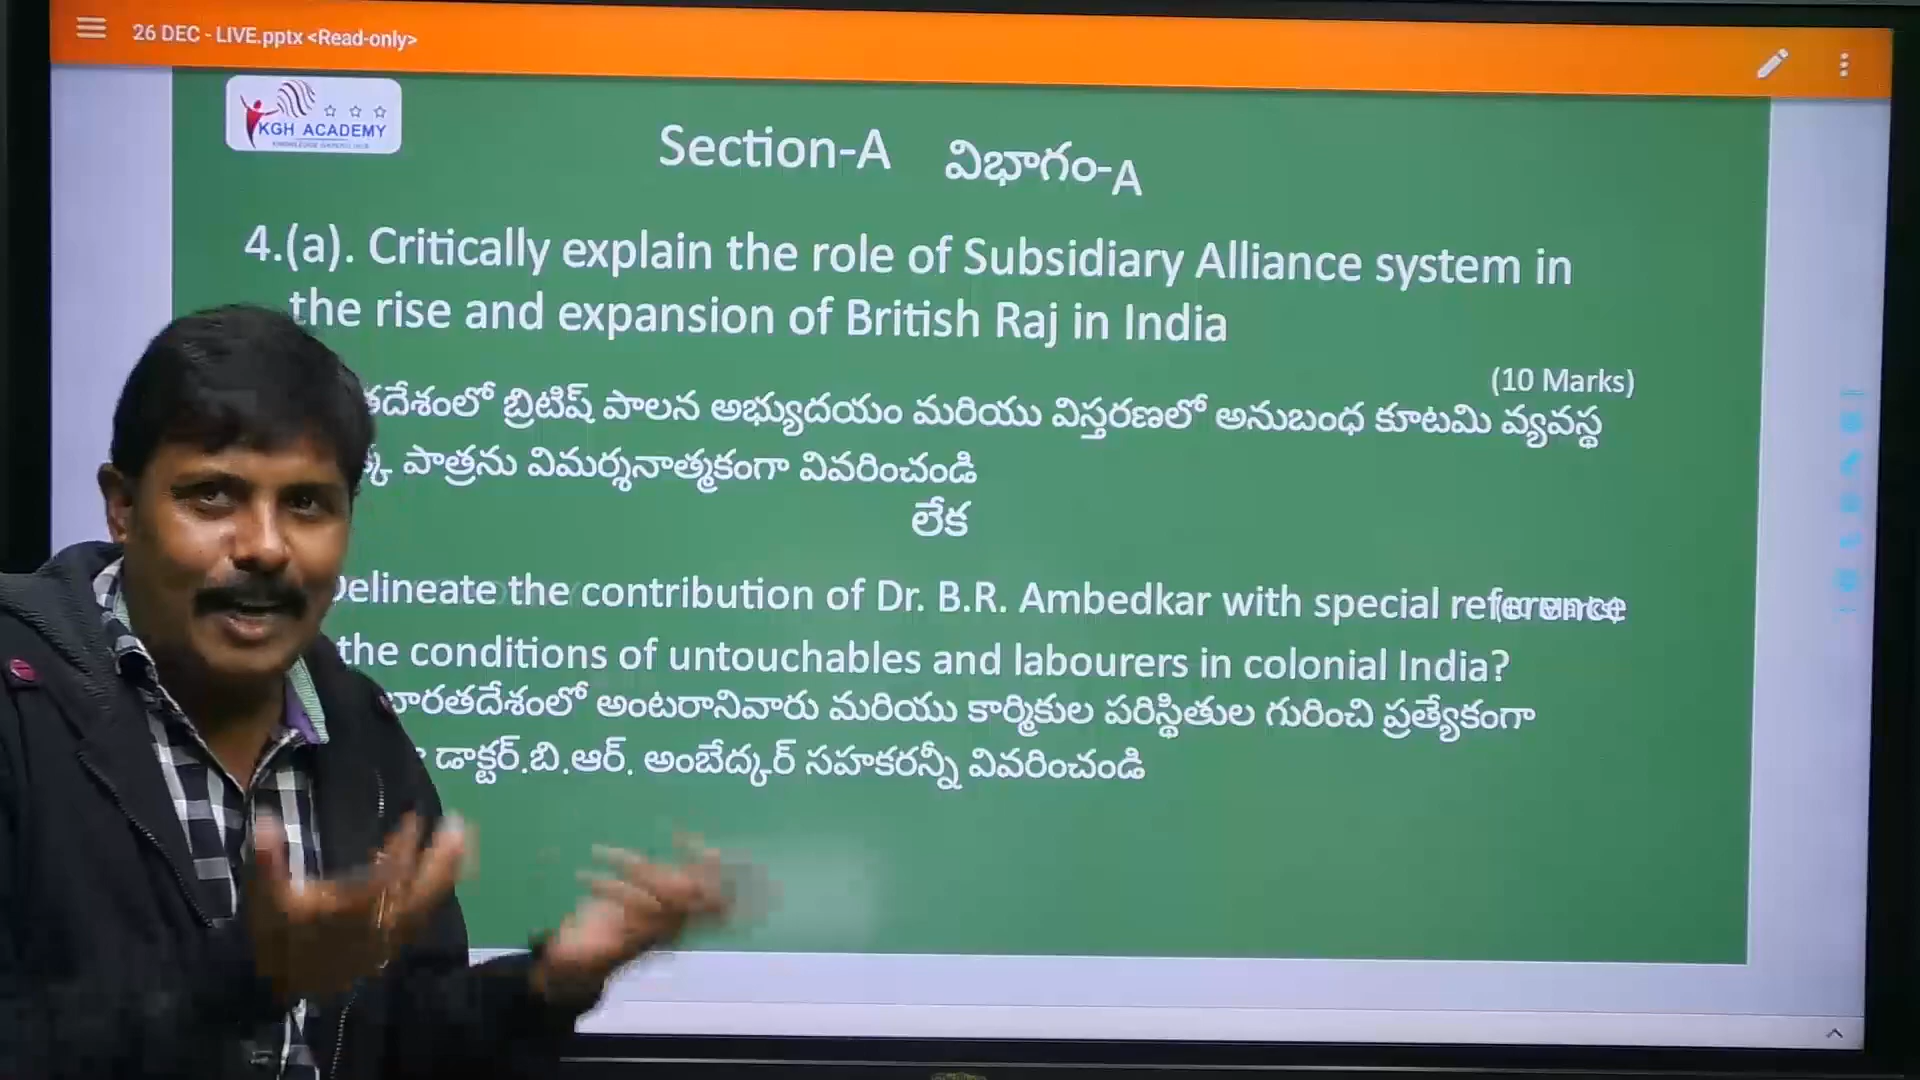 26 DEC - LIVE.pptx <Read-only>
KGH ACADEMY
Section-A విభాగం-A
4.(a). Critically explain the role of Subsidiary Alliance system in
the rise and expansion of British Raj in India
(10 Marks)
బ్రిటిష్ పాలన అభ్యుదయం మరియు విస్తరణలో అనుబంధ కూటమి వ్యవస్థ
పాత్రను విమర్శనాత్మకంగా వివరించండి
లేక
Delineate the contribution of Dr. B.R. Ambedkar with special reference
the conditions of untouchables and labourers in colonial India?
అంటరానివారు మరియు కార్మికుల పరిస్థితుల గురించి ప్రత్యేకంగా
డాక్టర్.బి.ఆర్. అంబేద్కర్ సహకరన్నీ వివరించండి